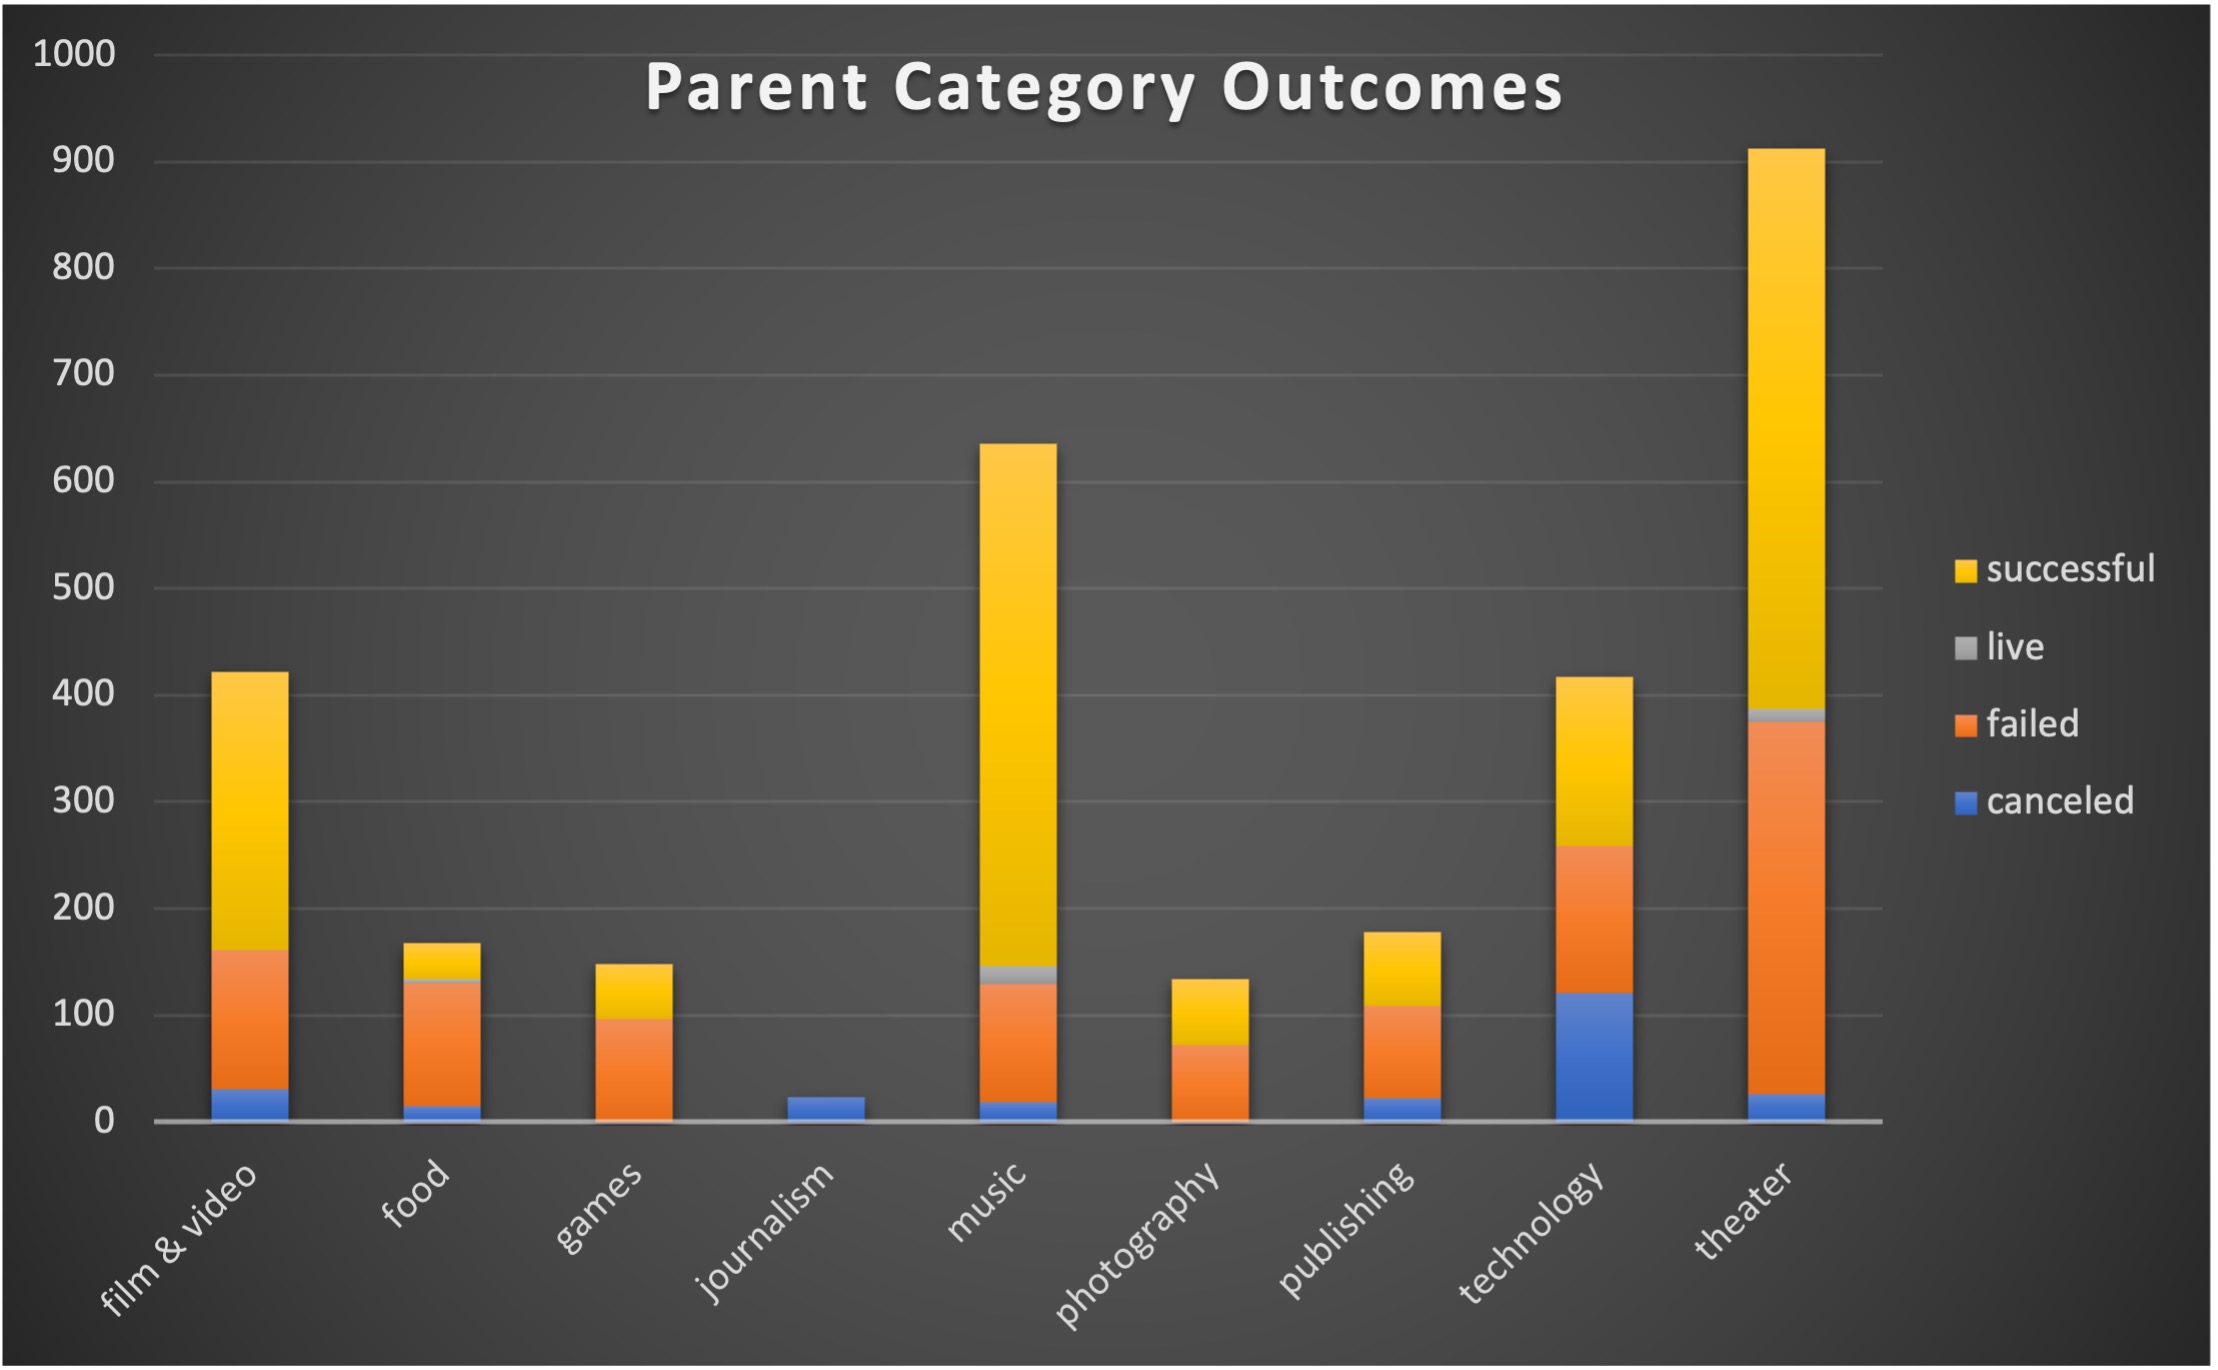 Parent Category Outcomes
1000
900
800
700
600
500
400
300
200
100
0
film & video
food
games
journalism
music
photography
publishing
technology
theater
successful
live
failed
canceled